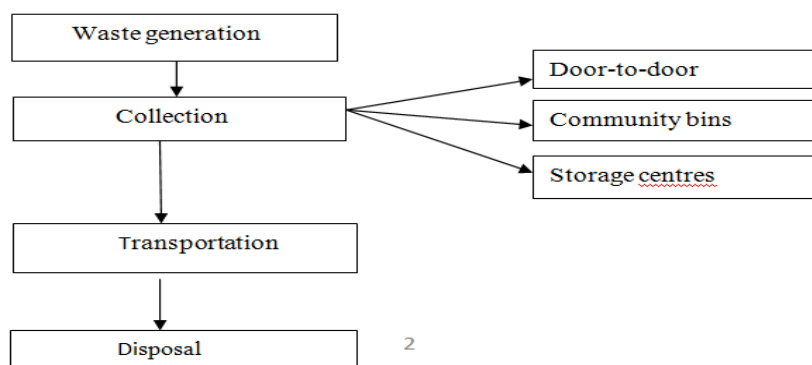 Waste generation
Door-to-door
Collection
Community bins
Storage centres
Transportation
Disposal
2